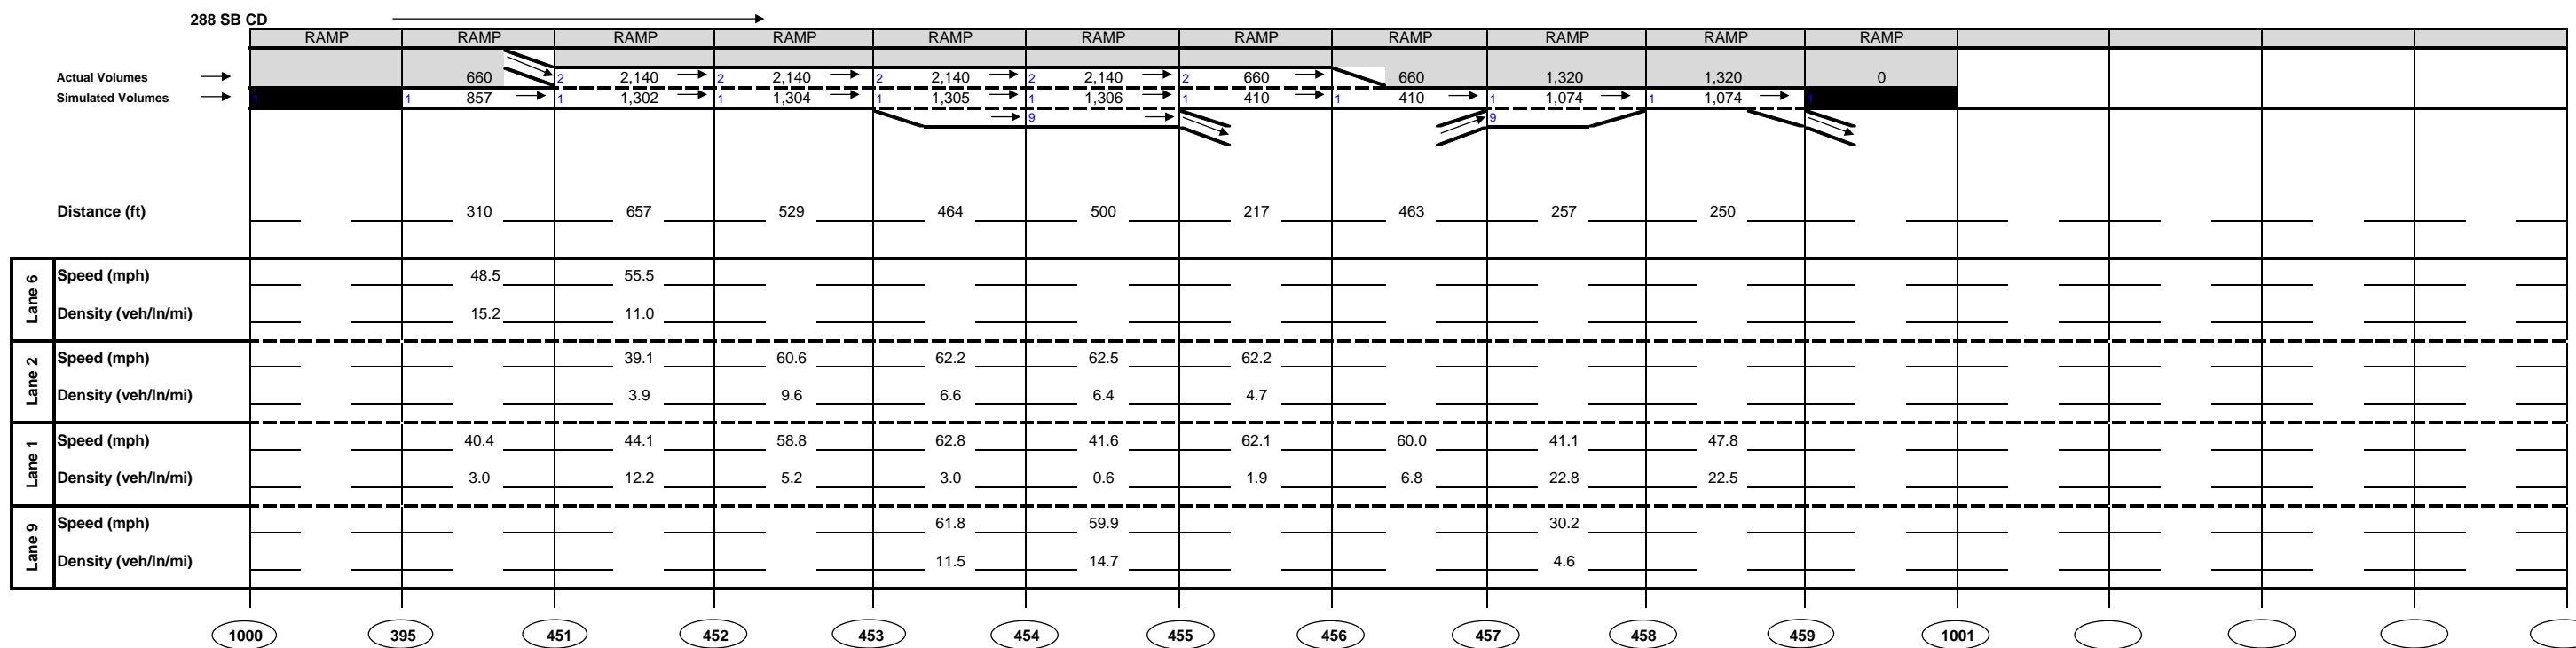 288 SB CD
RAMP RAMP RAMP RAMP RAMP RAMP RAMP RAMP RAMP RAMP RAMP
Actual Volumes 660 2 2,140 2 2,140 2 2,140 2 2,140 2 660 660 1,320 1,320 0
Simulated Volumes 1 1 857 1 1,302 1 1,304 1 1,305 1 1,306 1 410 1 410 1 1,074 1 1,074 1
9 9
Distance (ft) 310 657 529 464 500 217 463 257 250
Lane 6
Speed (mph) 48.5 55.5
Density (veh/ln/mi) 15.2 11.0
Lane 2
Speed (mph) 39.1 60.6 62.2 62.5 62.2
Density (veh/ln/mi) 3.9 9.6 6.6 6.4 4.7
Lane 1
Speed (mph) 40.4 44.1 58.8 62.8 41.6 62.1 60.0 41.1 47.8
Density (veh/ln/mi) 3.0 12.2 5.2 3.0 0.6 1.9 6.8 22.8 22.5
Lane 9
Speed (mph) 61.8 59.9 30.2
Density (veh/ln/mi) 11.5 14.7 4.6
1000 395 451 452 453 454 455 456 457 458 459 1001